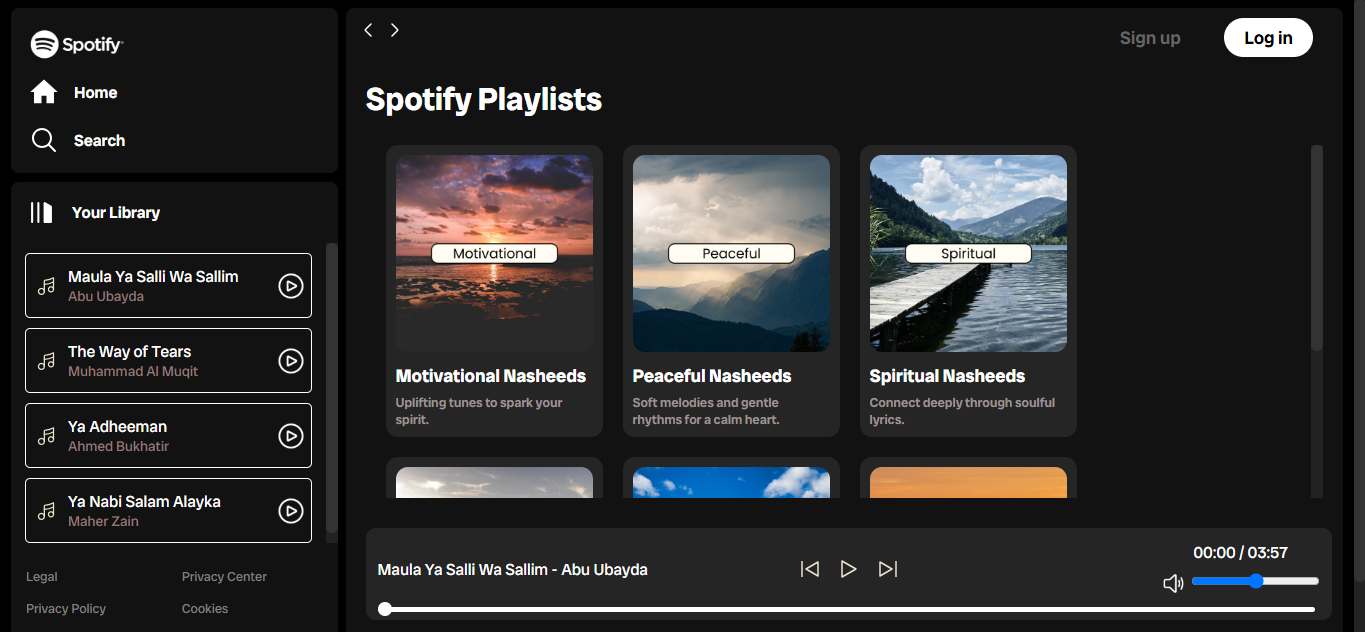 Spotify
Home
Search
Your Library
Maula Ya Salli Wa Sallim
Abu Ubayda
The Way of Tears
Muhammad Al Muqit
Ya Adheeman
Ahmed Bukhatir
Ya Nabi Salam Alayka
Maher Zain
Legal
Privacy Center
Privacy Policy
Cookies
Sign up
Log in
Spotify Playlists
Motivational
Motivational Nasheeds
Uplifting tunes to spark your
spirit.
Peaceful
Peaceful Nasheeds
Soft melodies and gentle
rhythms for a calm heart.
Spiritual
Spiritual Nasheeds
Connect deeply through soulful
lyrics.
Maula Ya Salli Wa Sallim - Abu Ubayda
00:00 / 03:57